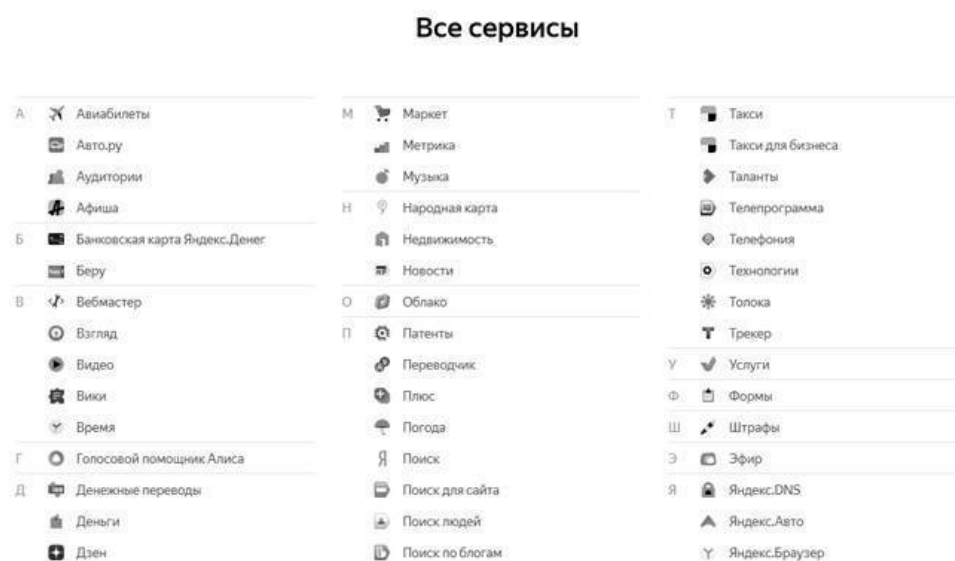 Все сервисы
А
Авиабилеты
Авто.ру
Аудитории
Афиша
Б
Банковская карта Яндекс.Денег
Беру
В
Вебмастер
Взгляд
Видео
Вики
Время
Г
Голосовой помощник Алиса
Д
Денежные переводы
Деньги
Дзен
М
Маркет
Метрика
Музыка
Н
Народная карта
Недвижимость
Новости
О
Облако
П
Патенты
Переводчик
Плюс
Погода
Я
Поиск
Поиск для сайта
Поиск людей
Поиск по блогам
Т
Такси
Такси для бизнеса
Таланты
Телепрограмма
Телефония
Технологии
Толока
Трекер
У
Услуги
Ф
Формы
Ш
Штрафы
Э
Эфир
Я
Яндекс.DNS
Яндекс.Авто
Яндекс.Браузер